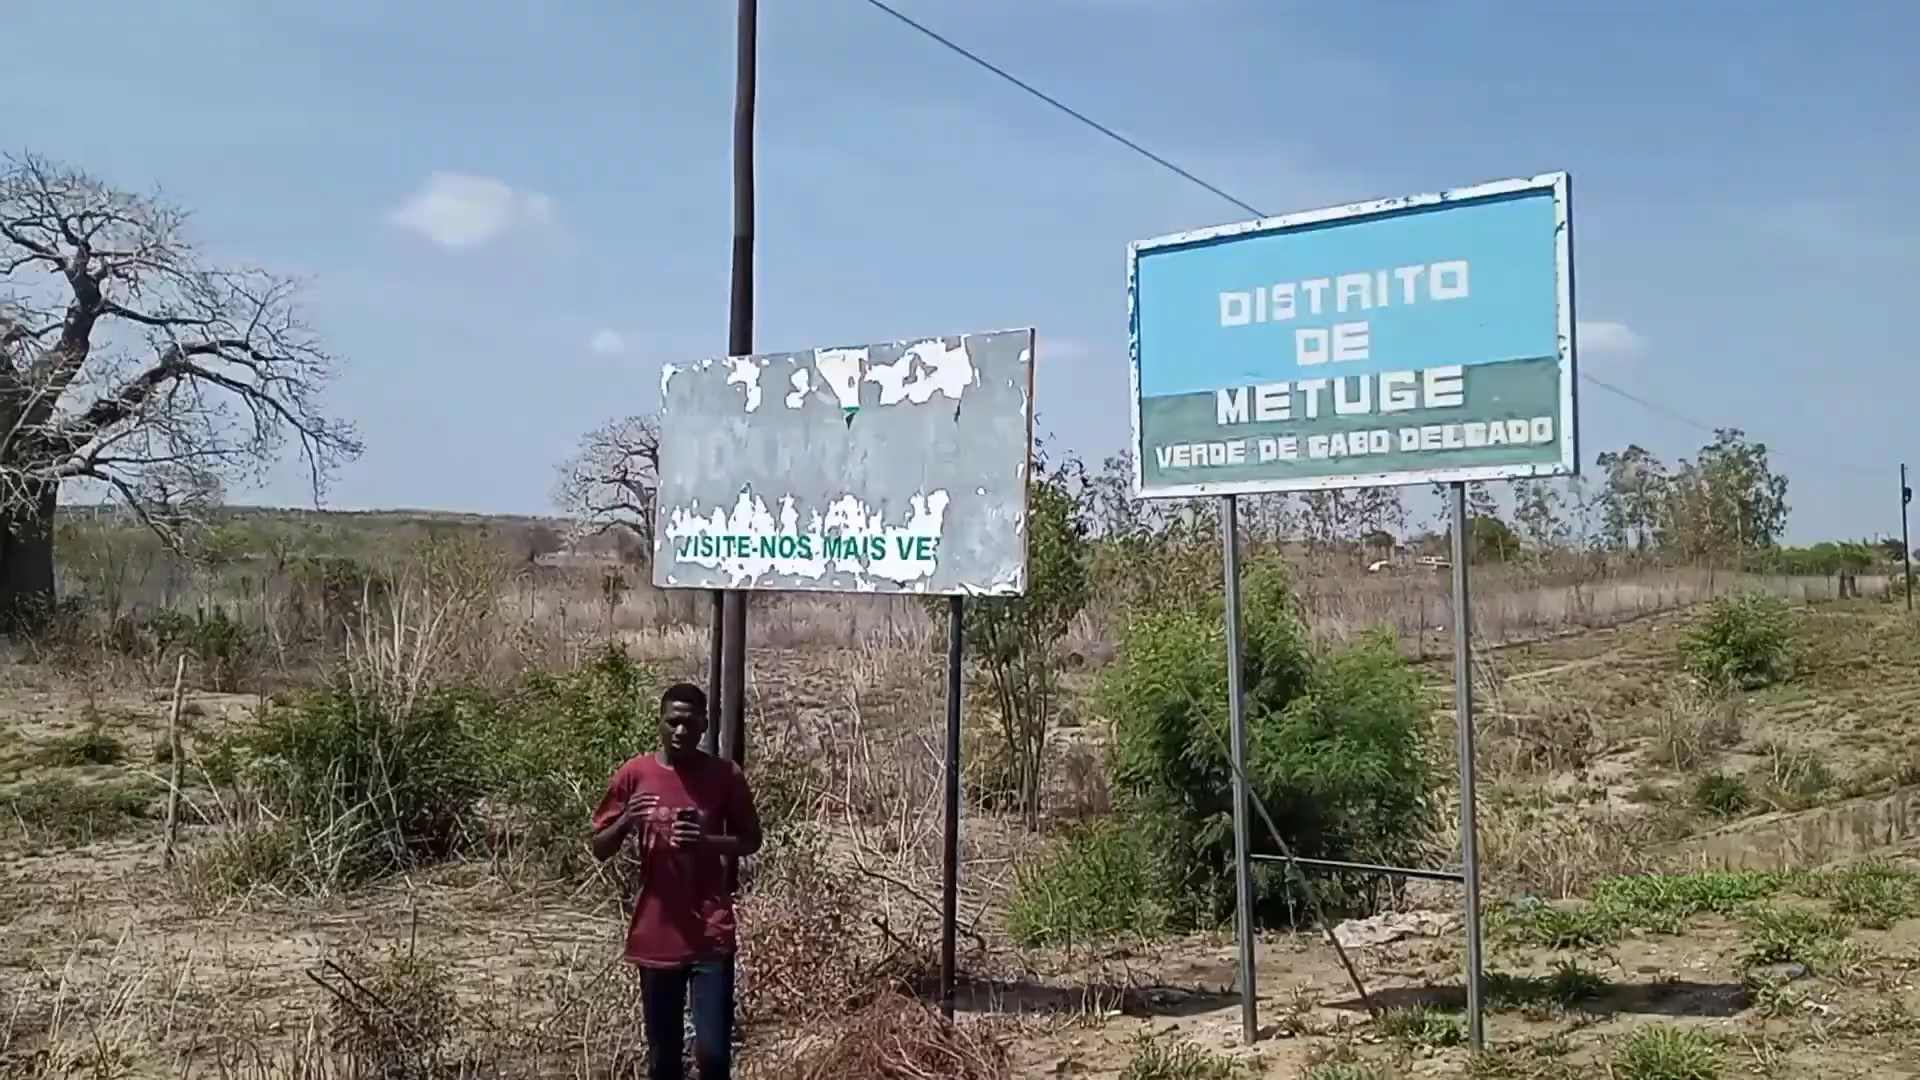 VISITE-NOS MAIS VE
DISTRITO
DE
METUGE
VERDE DE CABO DELGADO